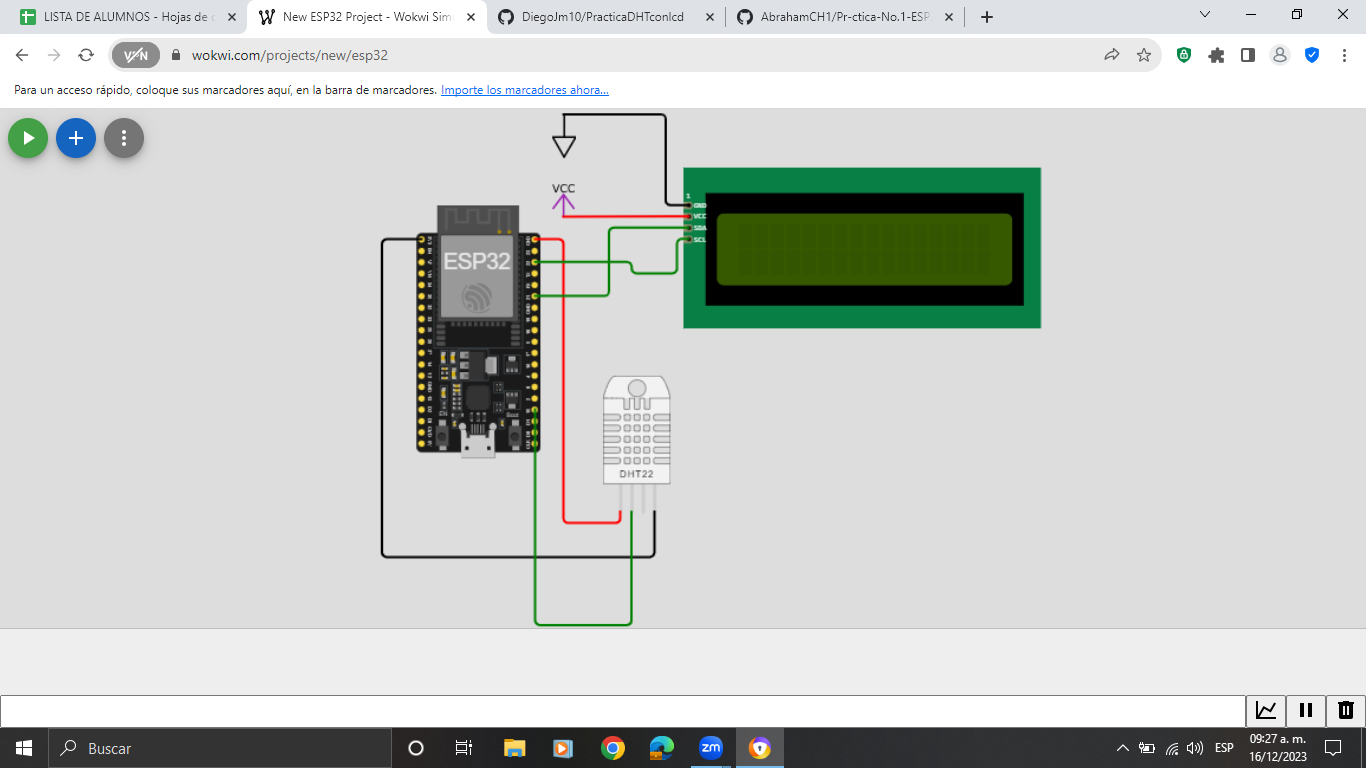 LISTA DE ALUMNOS - Hojas de c
New ESP32 Project - Wokwi Sim
DiegoJm10/PracticaDHTconlcd
AbrahamCH1/Pr-ctica-No.1-ESP
VPN
wokwi.com/projects/new/esp32
Para un acceso rápido, coloque sus marcadores aquí, en la barra de marcadores. Importe los marcadores ahora...
VCC
1
GND
VCC
SDA
SCL
ESP32
DHT22
Buscar
zm
ESP
09:27 a. m.
16/12/2023